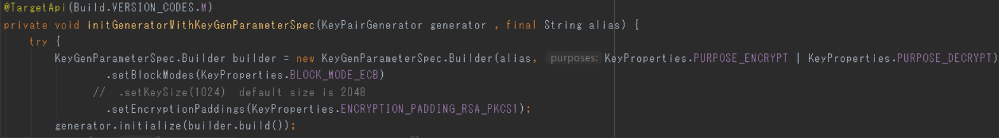 @TargetApi(Build.VERSION_CODES.M)
private void initGeneratorWithKeyGenParameterSpec(KeyPairGenerator generator , final String alias) {
try {
KeyGenParameterSpec.Builder builder = new KeyGenParameterSpec.Builder(alias, purposes: KeyProperties.PURPOSE_ENCRYPT | KeyProperties.PURPOSE_DECRYPT)
.setBlockModes(KeyProperties.BLOCK_MODE_ECB)
// .setKeySize(1024) default size is 2048
.setEncryptionPaddings(KeyProperties.ENCRYPTION_PADDING_RSA_PKCS1);
generator.initialize(builder.build());